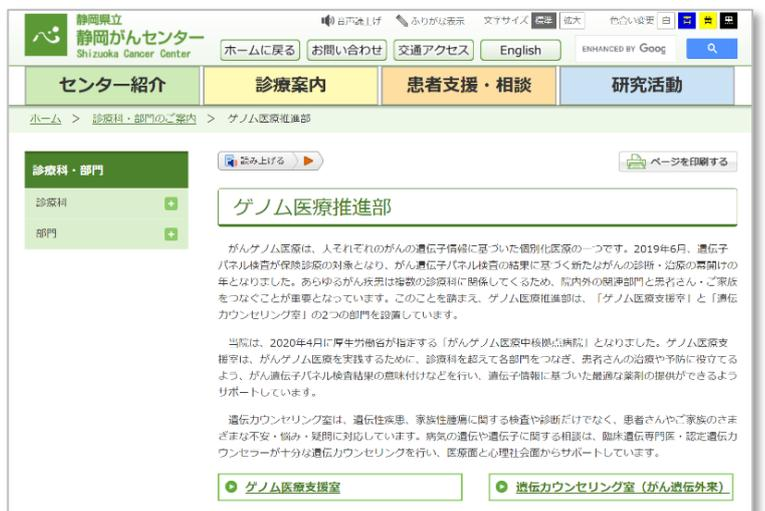 静岡県立
静岡がんセンター
Shizuoka Cancer Center
音声読上げ ふりがな表示 文字サイズ 標準 拡大 色合い変更 白 青 黄 黒
ホームに戻る お問い合わせ 交通アクセス English ENHANCED BY Goog
センター紹介 診療案内 患者支援・相談 研究活動
ホーム > 診療科・部門のご案内 > ゲノム医療推進部
診療科・部門
診療科
部門
読み上げる
ページを印刷する
ゲノム医療推進部
がんゲノム医療は、人それぞれのがんの遺伝子情報に基づいた個別化医療の一つです。2019年6月、遺伝子
パネル検査が保険診療の対象となり、がん遺伝子パネル検査の結果に基づく新たながんの診断・治療の幕開けの
年となりました。あらゆるがん疾患は複数の診療科に関係してくるため、院内外の関連部門と患者さん・ご家族
をつなぐことが重要となっています。このことを踏まえ、ゲノム医療推進部は、「ゲノム医療支援室」と「遺伝
カウンセリング室」の2つの部門を設置しています。
当院は、2020年4月に厚生労働省が指定する「がんゲノム医療中核拠点病院」となりました。ゲノム医療支
援室は、がんゲノム医療を実践するために、診療科を超えて各部門をつなぎ、患者さんの治療や予防に役立てる
よう、がん遺伝子パネル検査結果の意味付けなどを行い、遺伝子情報に基づいた最適な薬剤の提供ができるよう
サポートしています。
遺伝カウンセリング室は、遺伝性疾患、家族性腫瘍に関する検査や診断だけでなく、患者さんやご家族のさま
ざまな不安・悩み・疑問に対応しています。病気の遺伝や遺伝子に関する相談は、臨床遺伝専門医・認定遺伝カ
ウンセラーが十分な遺伝カウンセリングを行い、医療面と心理社会面からサポートしています。
ゲノム医療支援室
遺伝カウンセリング室（がん遺伝外来）